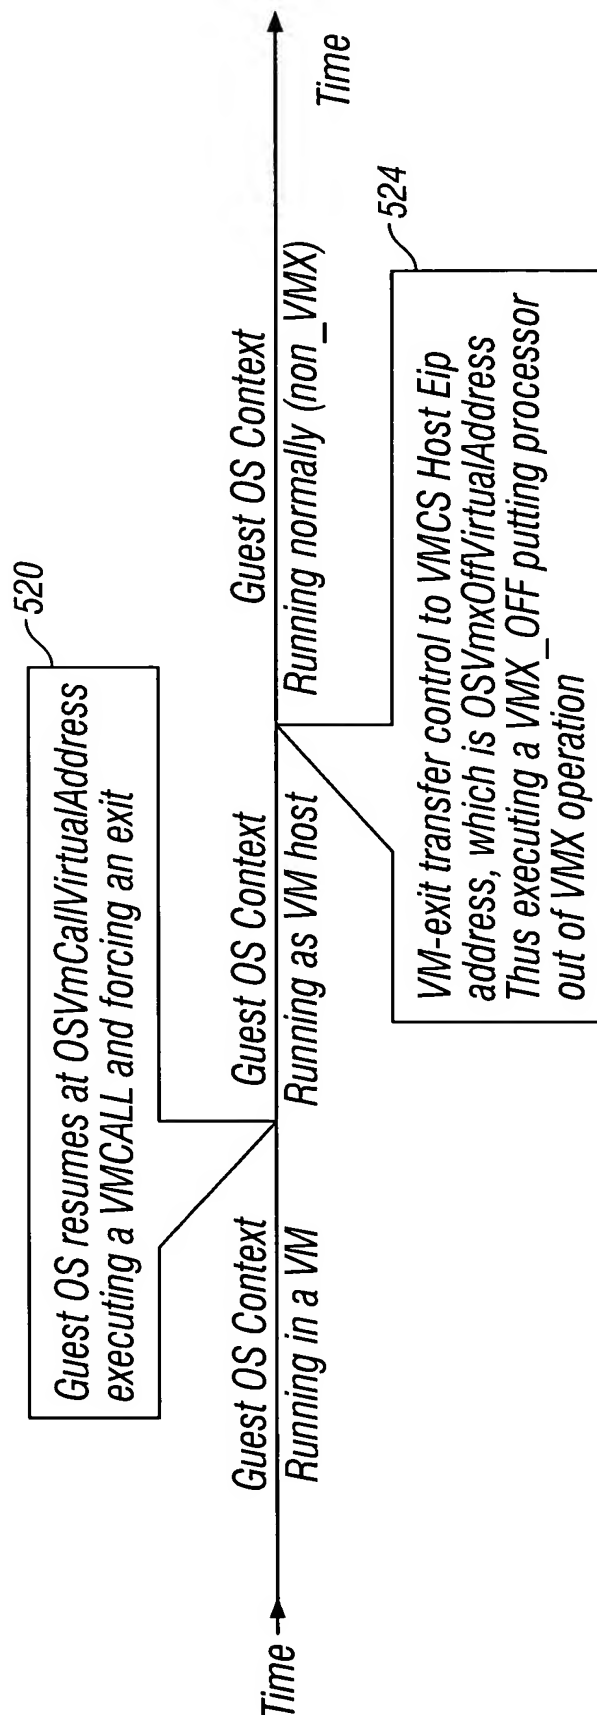 520
Guest OS resumes at OSVmCallVirtualAddress
executing a VMCALL and forcing an exit
Time
Guest OS Context
Running in a VM
Guest OS Context
Running as VM host
Guest OS Context
Running normally (non_VMX)
Time
524
VM-exit transfer control to VMCS Host Eip
address, which is OSVmxOffVirtualAddress
Thus executing a VMX_OFF putting processor
out of VMX operation